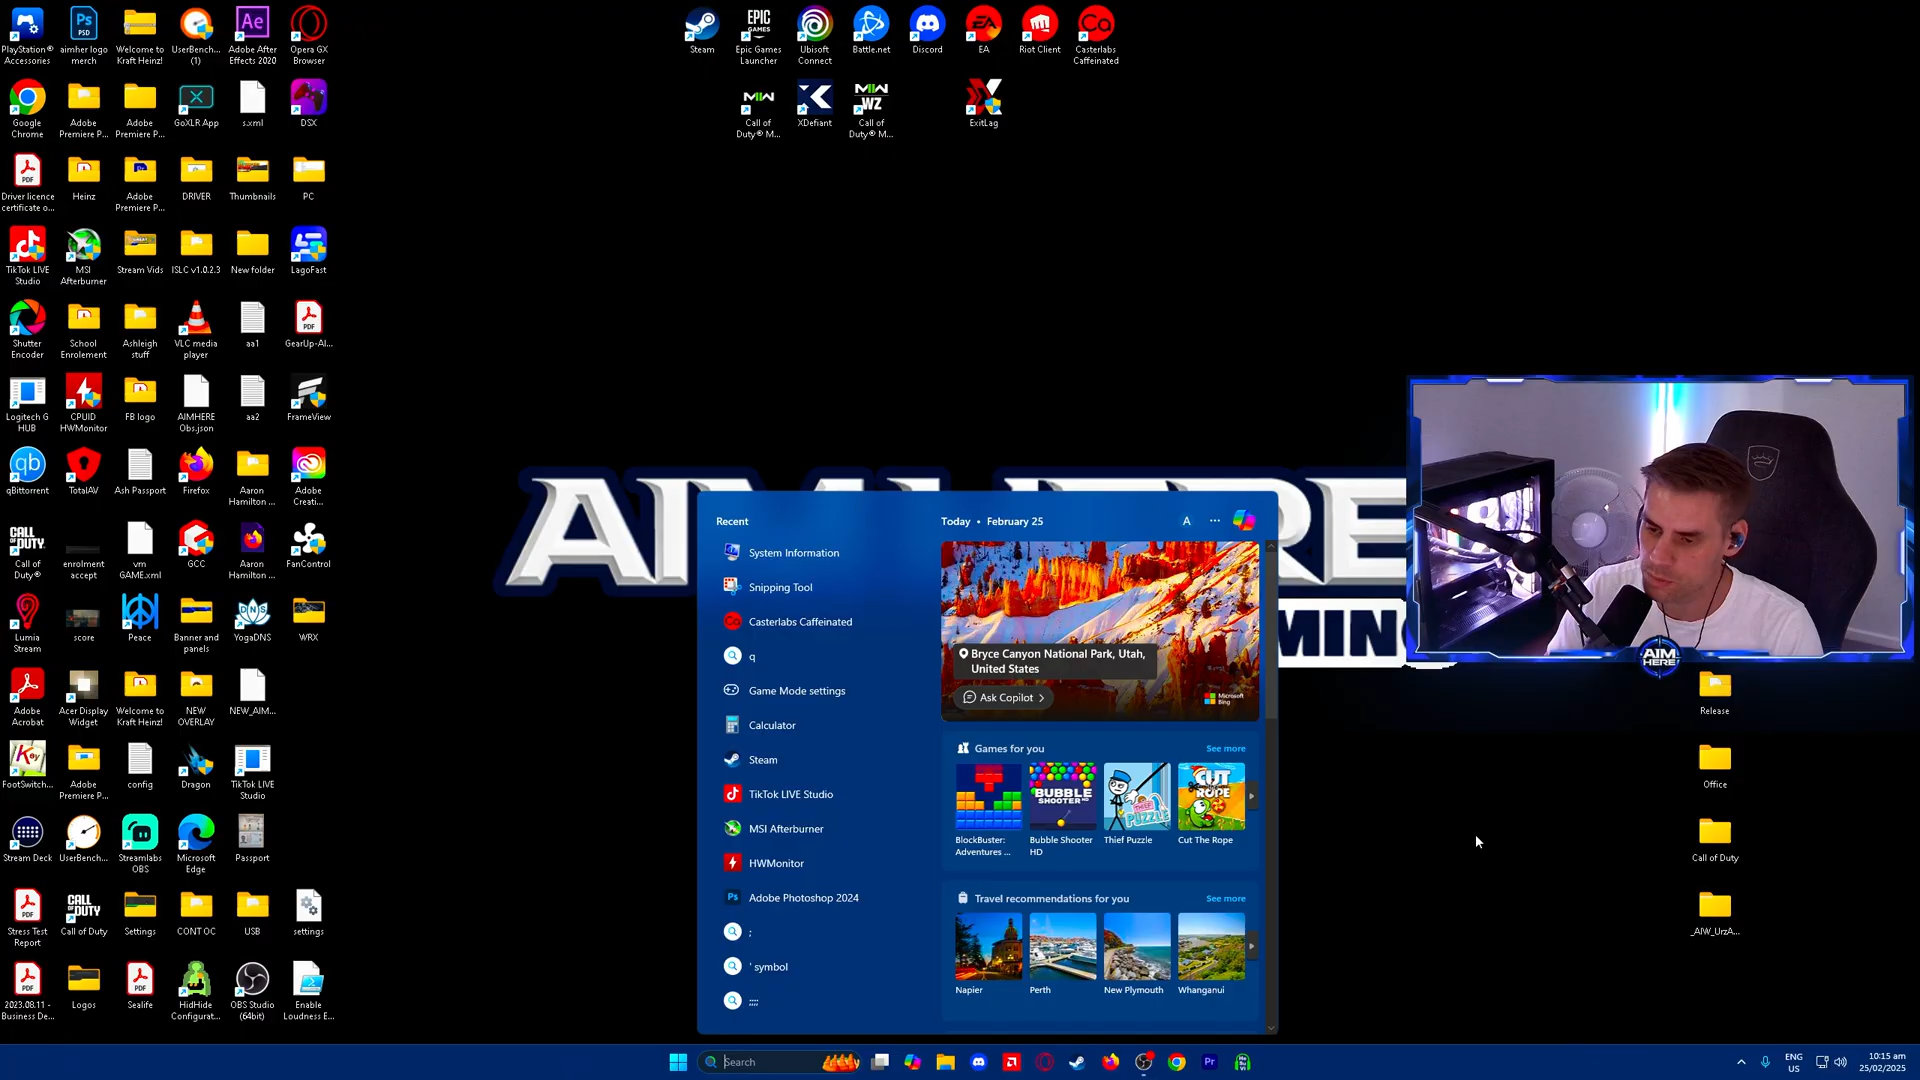 PlayStation®
Accessories
aimher logo
merch
Welcome to
Kraft Heinz!
UserBench...
(1)
Adobe After
Effects 2020
Opera GX
Browser
Google
Chrome
Adobe
Premiere P...
Adobe
Premiere P...
GoXLR App
s.xml
DSX
Driver licence
certificate o...
Heinz
Adobe
Premiere P...
DRIVER
Thumbnails
PC
TikTok LIVE
Studio
MSI
Afterburner
Stream Vids
ISLC v1.0.2.3
New folder
LagoFast
Shutter
Encoder
School
Enrolement
Ashleigh
stuff
VLC media
player
aa1
GearUp-AI...
Logitech G
HUB
CPUID
HWMonitor
FB logo
AIMHERE
Obs.json
aa2
FrameView
qBittorrent
TotalAV
Ash Passport
Firefox
Aaron
Hamilton ...
Adobe
Creati...
Call of
Duty®
enrolment
accept
vm
GAME.xml
GCC
Aaron
Hamilton ...
FanControl
Lumia
Stream
score
Peace
Banner and
panels
YogaDNS
WRX
Adobe
Acrobat
Acer Display
Widget
Welcome to
Kraft Heinz!
NEW
OVERLAY
NEW_AIM...
FootSwitch...
Adobe
Premiere P...
config
Dragon
TikTok LIVE
Studio
Stream Deck
UserBench...
Streamlabs
OBS
Microsoft
Edge
Passport
Stress Test
Report
Call of Duty
Settings
CONT OC
USB
settings
2023.08.11 -
Business De...
Logos
Sealife
HidHide
Configurat...
OBS Studio
(64bit)
Enable
Loudness E...
Steam
Epic Games
Launcher
Ubisoft
Connect
Battle.net
Discord
EA
Riot Client
Casterlabs
Caffeinated
Call of
Duty® M...
XDefiant
Call of
Duty® M...
ExitLag
Recent
System Information
Snipping Tool
Casterlabs Caffeinated
q
Game Mode settings
Calculator
Steam
TikTok LIVE Studio
MSI Afterburner
HWMonitor
Adobe Photoshop 2024
;
' symbol
;;;;
Today • February 25
A
...
Bryce Canyon National Park, Utah,
United States
Ask Copilot
Microsoft
Bing
Games for you
See more
BlockBuster:
Adventures ...
Bubble Shooter
HD
Thief Puzzle
Cut The Rope
Travel recommendations for you
See more
Napier
Perth
New Plymouth
Whanganui
AIM
HERE
Release
Office
Call of Duty
_AIW_UrzA...
Search
ENG
US
10:15 am
25/02/2025